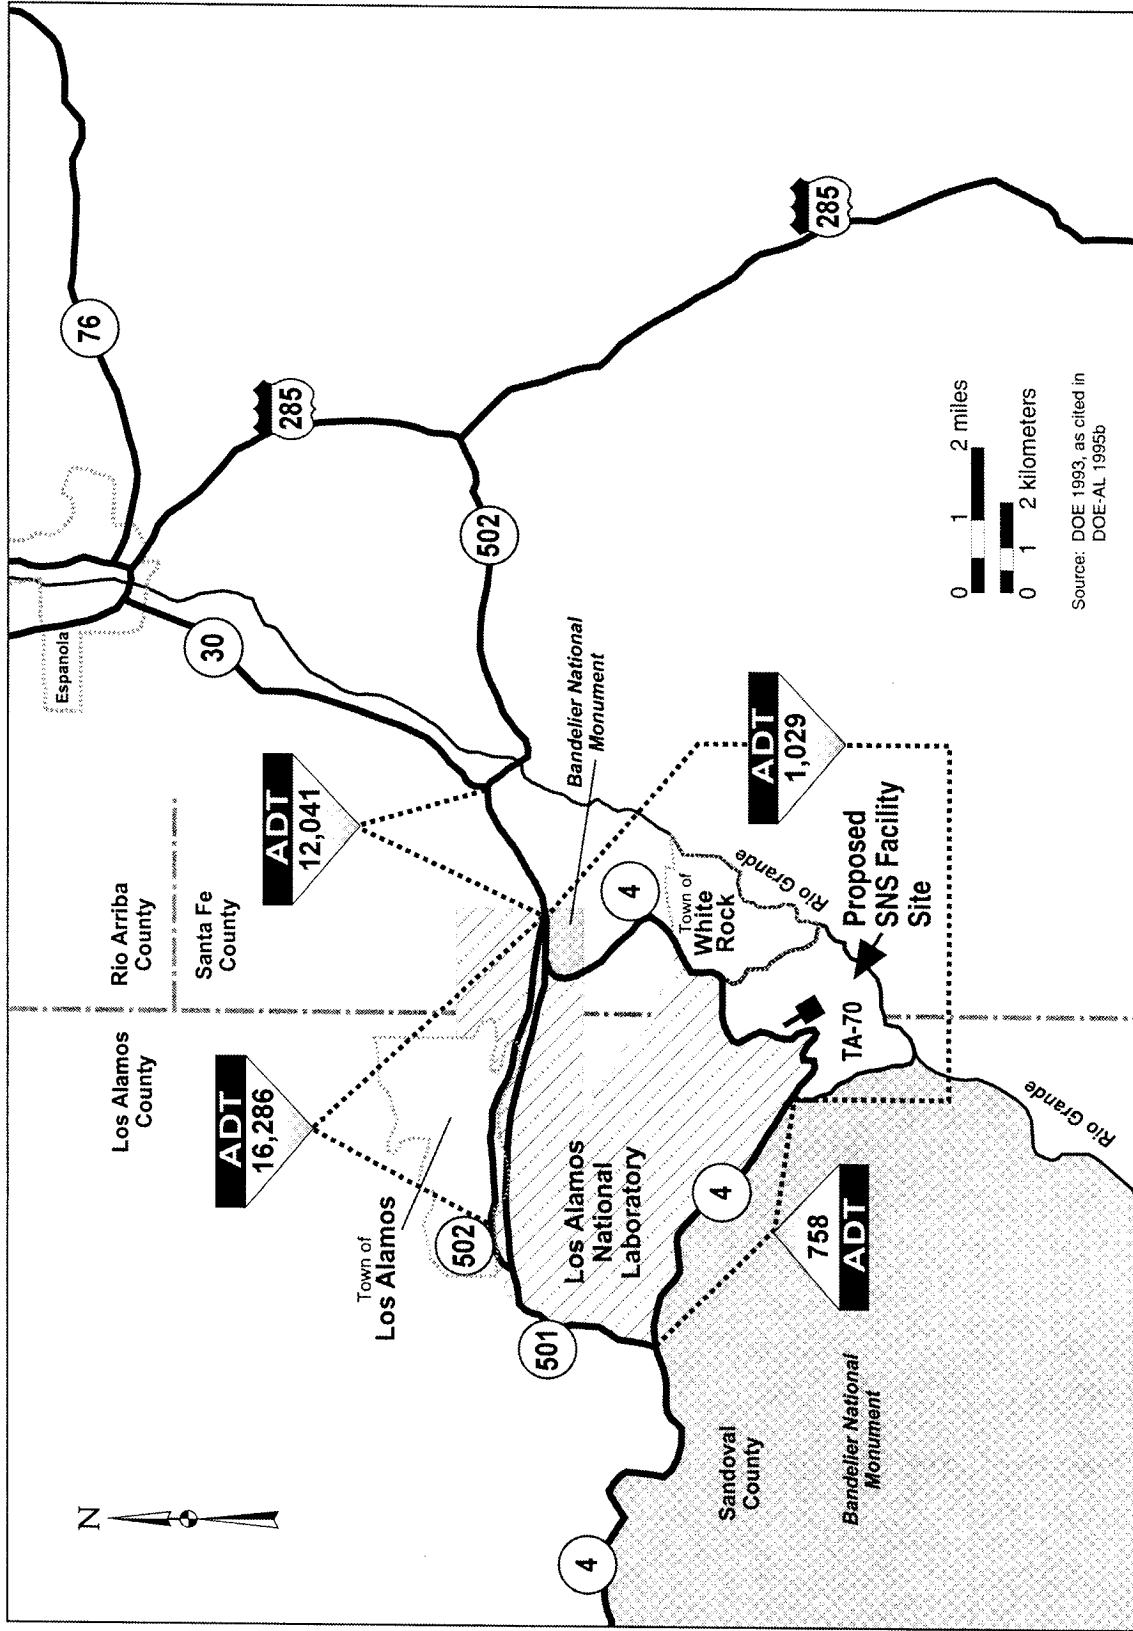 N
Los Alamos
County
Rio Arriba
County
Santa Fe
County
Espanola
76
30
285
ADT
16,286
ADT
12,041
Town of
Los Alamos
502
502
501
285
Bandelier National
Monument
4
4
Los Alamos
National
Laboratory
4
Town of
White
Rock
Rio Grande
ADT
1,029
Sandoval
County
758
ADT
TA-70
Proposed
SNS Facility
Site
Bandelier National
Monument
Rio Grande
0 1 2 miles
0 1 2 kilometers
Source: DOE 1993, as cited in
DOE-AL 1995b